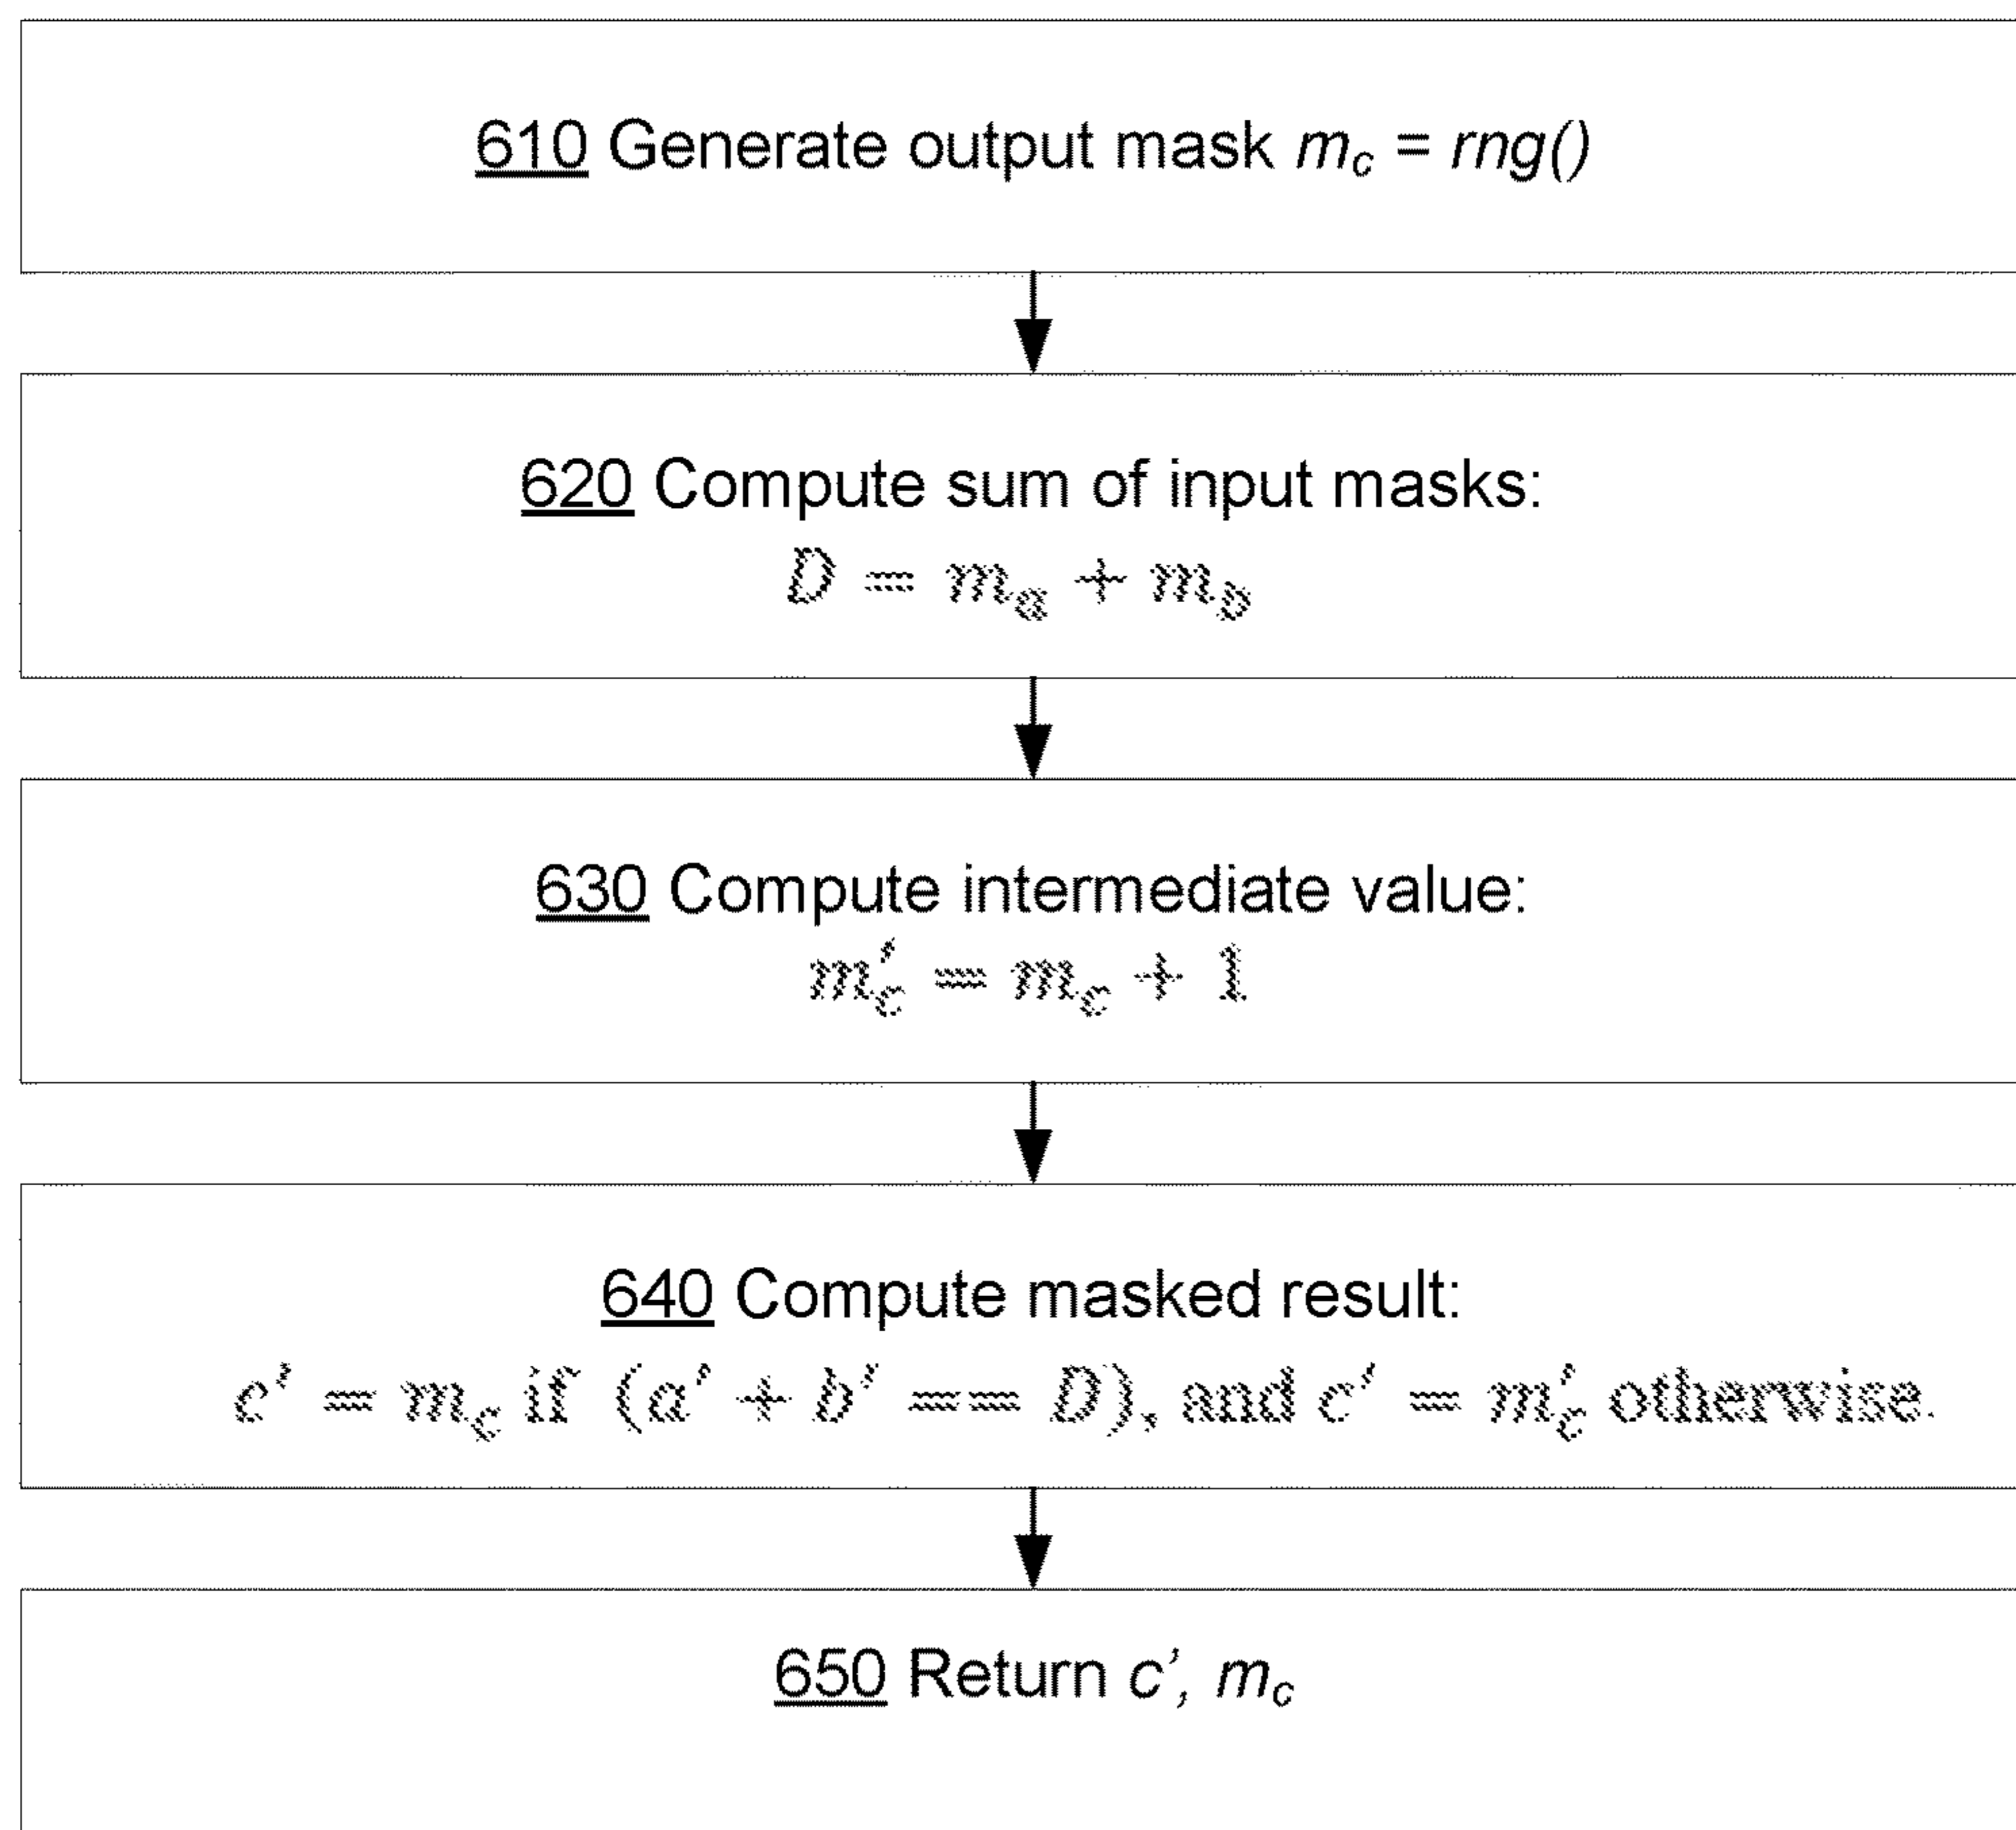 610 Generate output mask m_c = rng()
620 Compute sum of input masks:
D = m_a + m_b
630 Compute intermediate value:
m'_c = m_c + 1
640 Compute masked result:
c' = m_c if (a' + b' == D), and c' = m'_c otherwise.
650 Return c', m_c